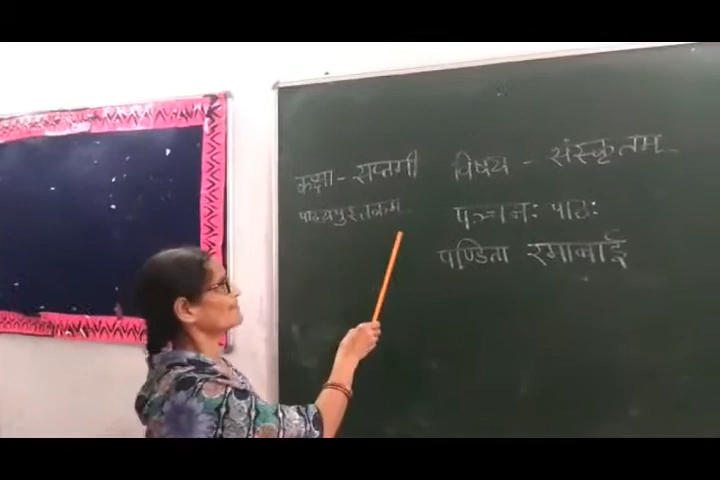 कक्षा - सप्तमी विषय - संस्कृतम्
पाठ्यपुस्तकम् पञ्चमः पाठः
पण्डिता रमाबाई